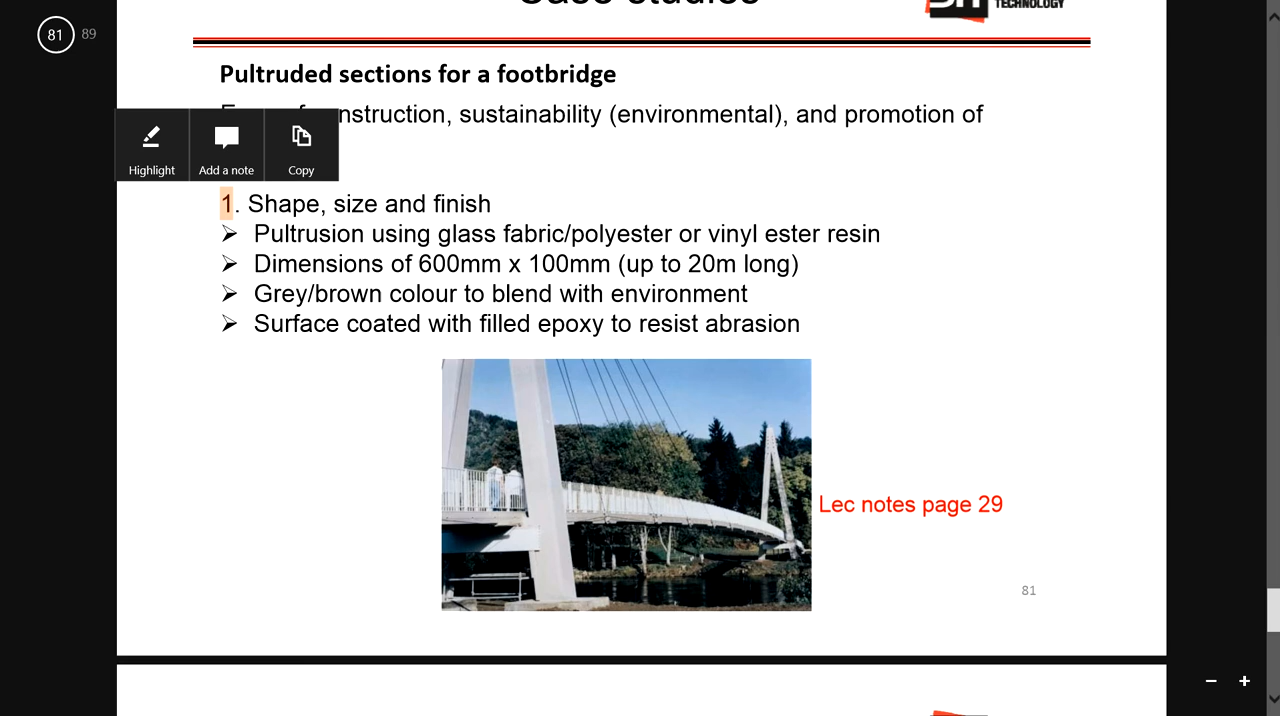 81 89
Case studies
TECHNOLOGY
Pultruded sections for a footbridge
nstruction, sustainability (environmental), and promotion of
Highlight
Add a note
Copy
1. Shape, size and finish
Pultrusion using glass fabric/polyester or vinyl ester resin
Dimensions of 600mm x 100mm (up to 20m long)
Grey/brown colour to blend with environment
Surface coated with filled epoxy to resist abrasion
Lec notes page 29
81